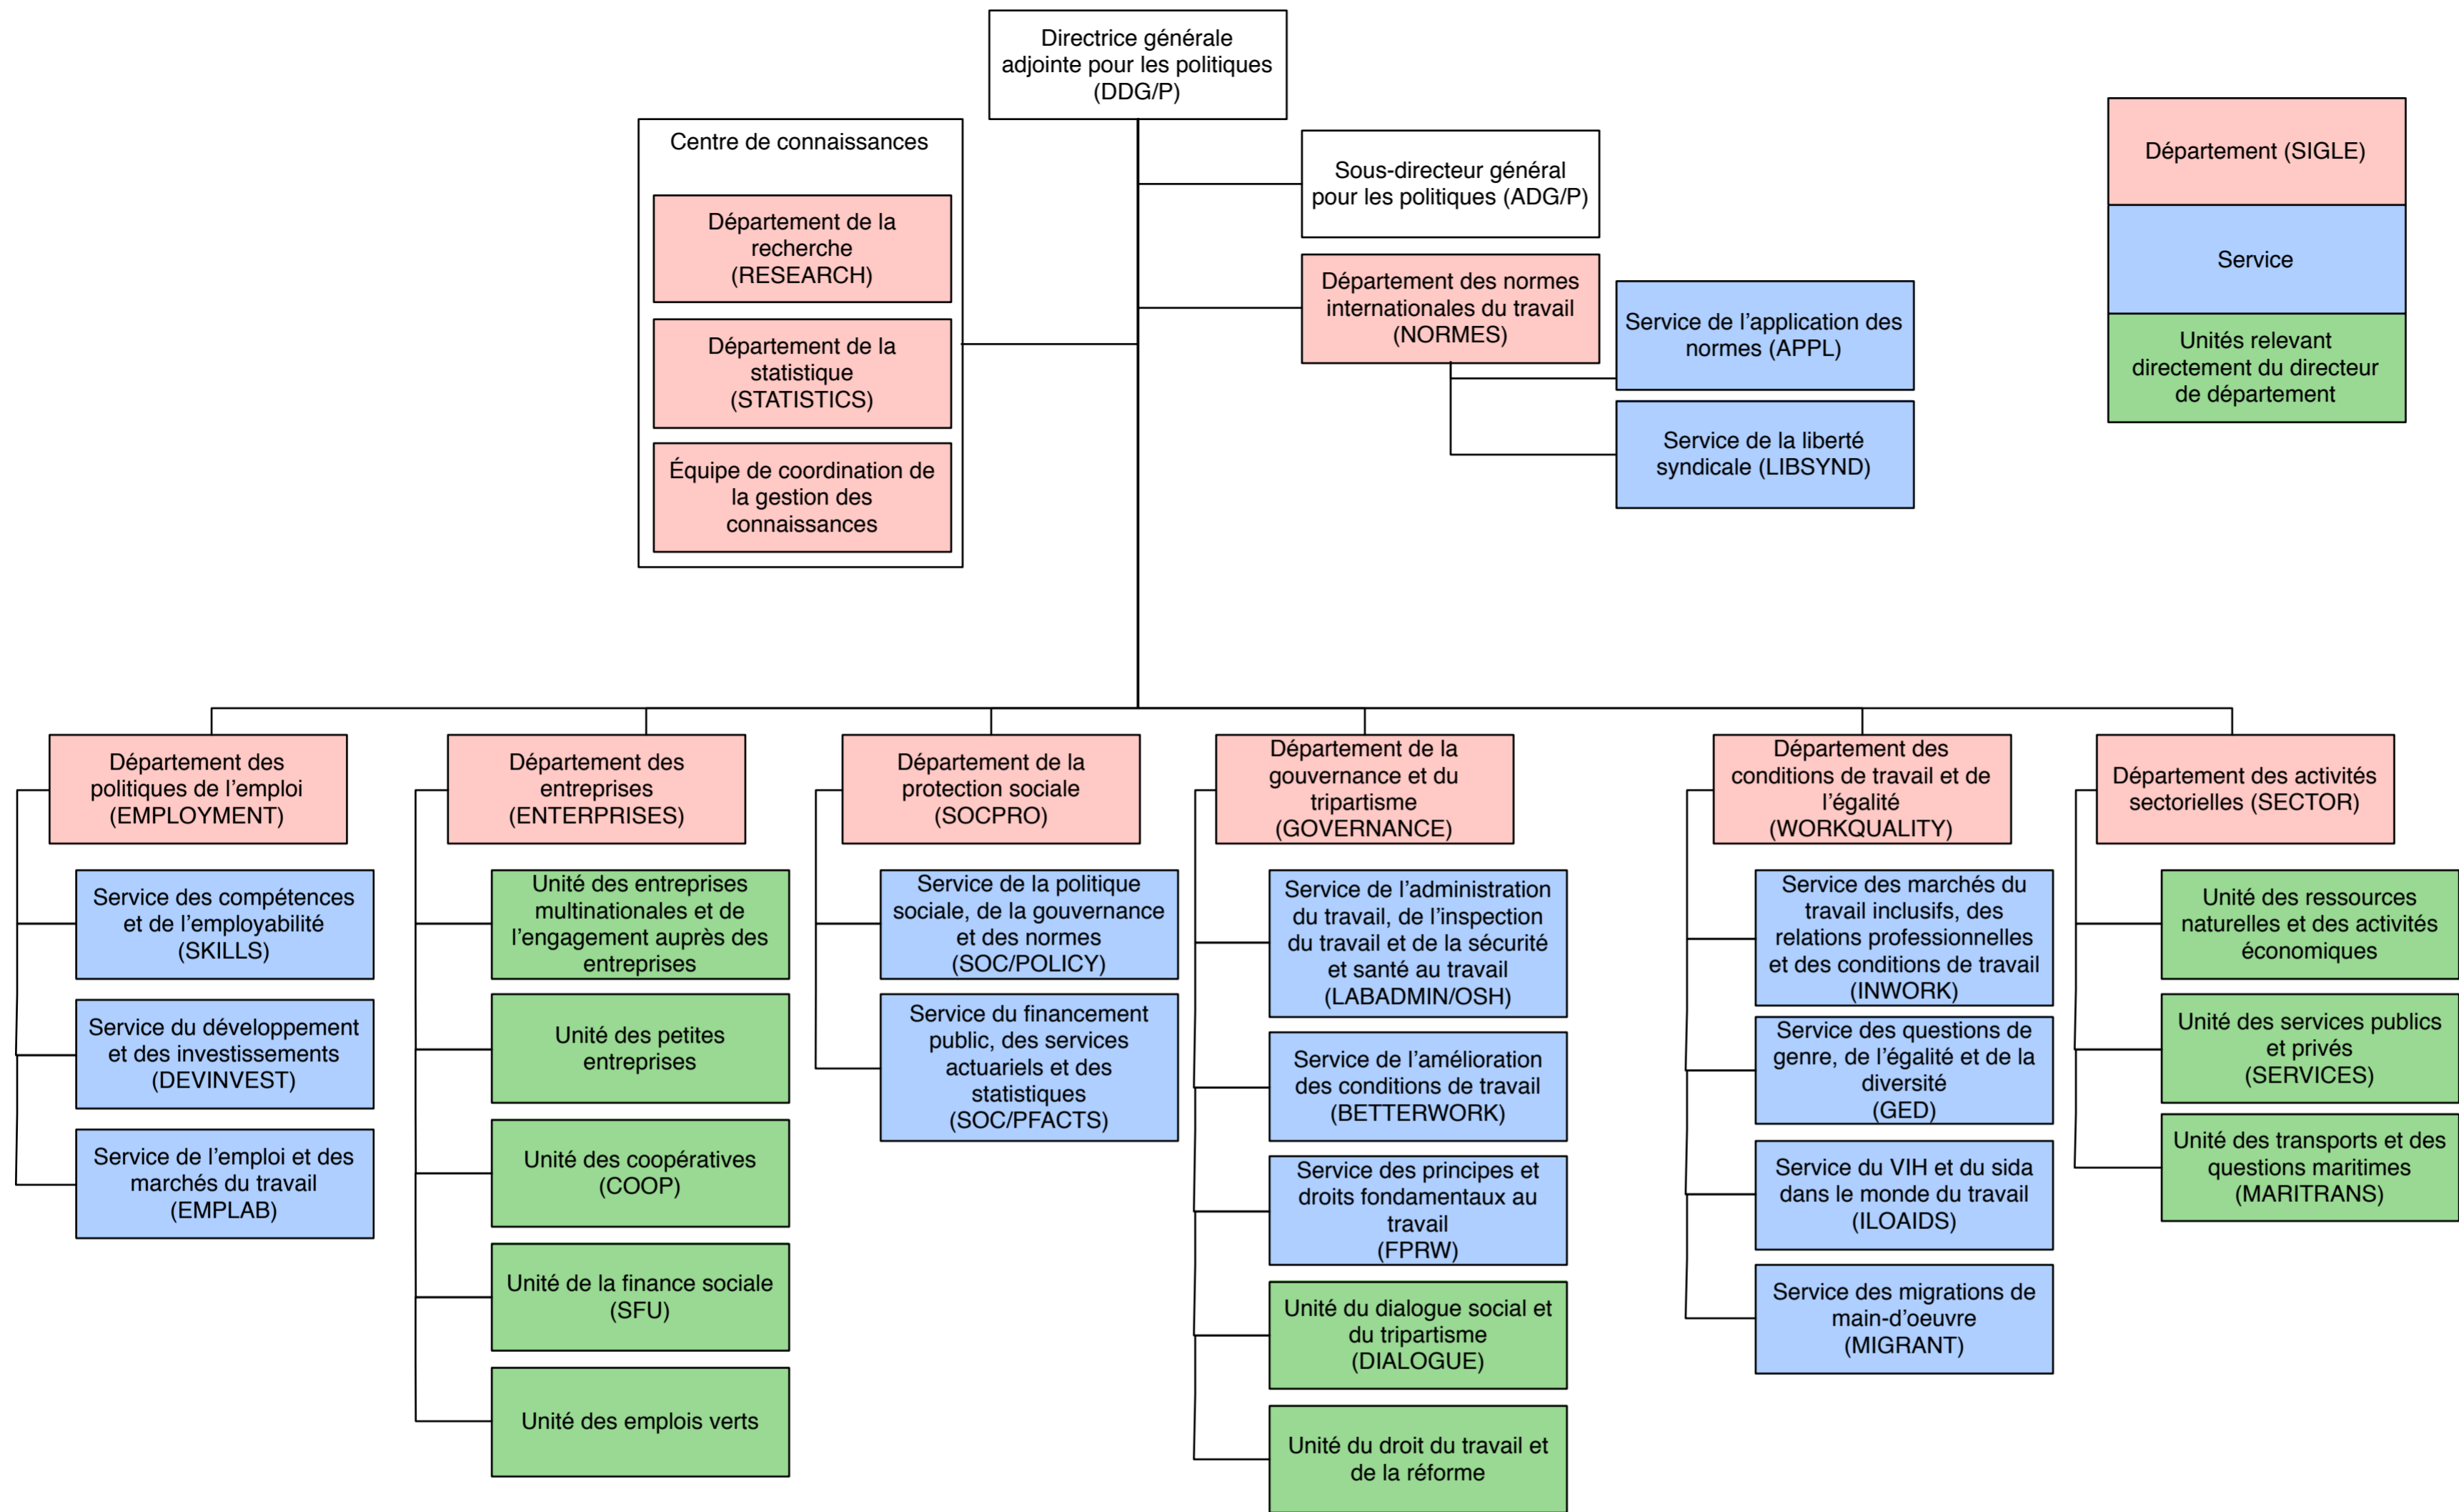 Directrice générale
adjointe pour les politiques
(DDG/P)
Centre de connaissances
Département de la
recherche
(RESEARCH)
Département de la
statistique
(STATISTICS)
Équipe de coordination de
la gestion des
connaissances
Sous-directeur général
pour les politiques (ADG/P)
Département des normes
internationales du travail
(NORMES)
Service de l’application des
normes (APPL)
Service de la liberté
syndicale (LIBSYND)
Département (SIGLE)
Service
Unités relevant
directement du directeur
de département
Département des
politiques de l’emploi
(EMPLOYMENT)
Service des compétences
et de l’employabilité
(SKILLS)
Service du développement
et des investissements
(DEVINVEST)
Service de l’emploi et des
marchés du travail
(EMPLAB)
Département des
entreprises
(ENTERPRISES)
Unité des entreprises
multinationales et de
l’engagement auprès des
entreprises
Unité des petites
entreprises
Unité des coopératives
(COOP)
Unité de la finance sociale
(SFU)
Unité des emplois verts
Département de la
protection sociale
(SOCPRO)
Service de la politique
sociale, de la gouvernance
et des normes
(SOC/POLICY)
Service du financement
public, des services
actuariels et des
statistiques
(SOC/PFACTS)
Département de la
gouvernance et du
tripartisme
(GOVERNANCE)
Service de l’administration
du travail, de l’inspection
du travail et de la sécurité
et santé au travail
(LABADMIN/OSH)
Service de l’amélioration
des conditions de travail
(BETTERWORK)
Service des principes et
droits fondamentaux au
travail
(FPRW)
Unité du dialogue social et
du tripartisme
(DIALOGUE)
Unité du droit du travail et
de la réforme
Département des
conditions de travail et de
l’égalité
(WORKQUALITY)
Service des marchés du
travail inclusifs, des
relations professionnelles
et des conditions de travail
(INWORK)
Service des questions de
genre, de l’égalité et de la
diversité
(GED)
Service du VIH et du sida
dans le monde du travail
(ILOAIDS)
Service des migrations de
main-d’oeuvre
(MIGRANT)
Département des activités
sectorielles (SECTOR)
Unité des ressources
naturelles et des activités
économiques
Unité des services publics
et privés
(SERVICES)
Unité des transports et des
questions maritimes
(MARITRANS)